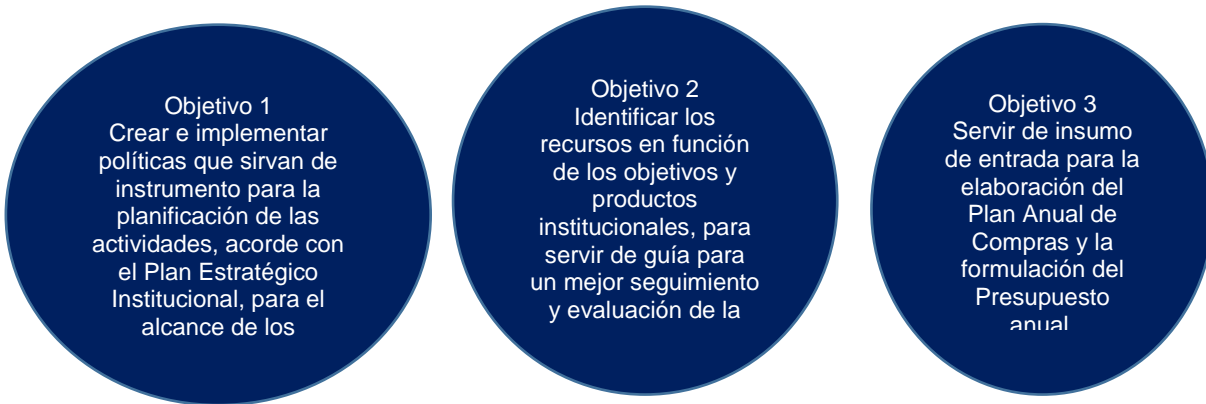 Objetivo 1
Crear e implementar
políticas que sirvan de
instrumento para la
planificación de las
actividades, acorde con
el Plan Estratégico
Institucional, para el
alcance de los
Objetivo 2
Identificar los
recursos en función
de los objetivos y
productos
institucionales, para
servir de guía para
un mejor seguimiento
y evaluación de la
Objetivo 3
Servir de insumo
de entrada para la
elaboración del
Plan Anual de
Compras y la
formulación del
Presupuesto
anual